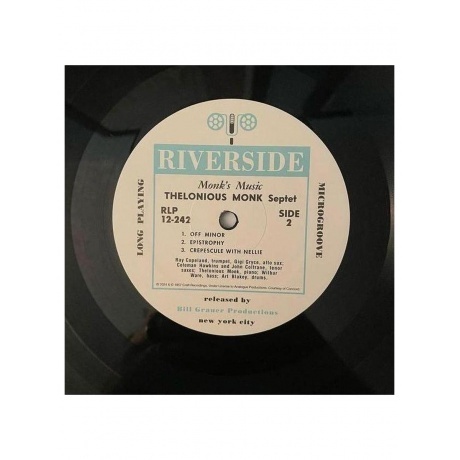 RIVERSIDE
Monk's Music
THELONIOUS MONK Septet
RLP
12-242
SIDE
2
LONG PLAYING
MICROGROOVE
1. OFF MINOR
2. EPISTROPHY
3. CREPESCULE WITH NELLIE
Ray Copeland, trumpet, Gigi Gryce, alto sax;
Coleman Hawkins and John Coltrane, tenor
saxes; Thelonious Monk, piano; Wilbur
Ware, bass; Art Blakey, drums.
released by
Bill Grauer Productions
new york city